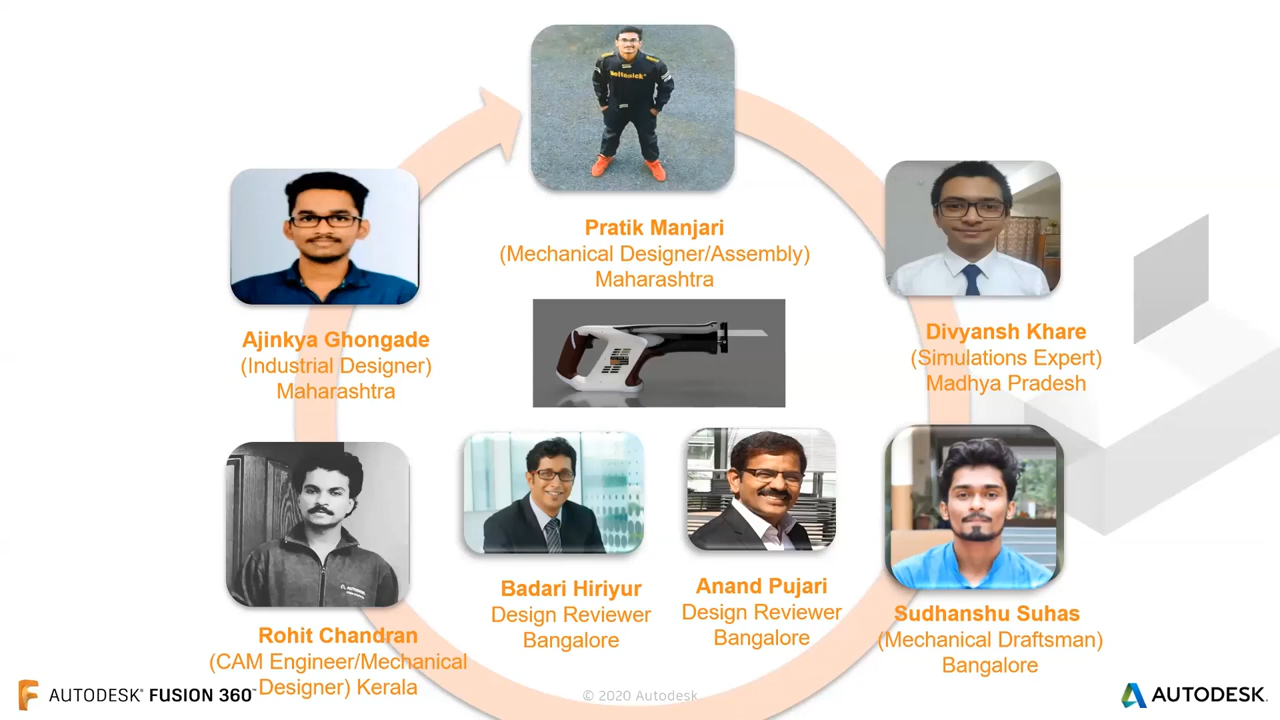 Pratik Manjari
(Mechanical Designer/Assembly)
Maharashtra
Ajinkya Ghongade
(Industrial Designer)
Maharashtra
Divyansh Khare
(Simulations Expert)
Madhya Pradesh
Badari Hiriyur
Design Reviewer
Bangalore
Anand Pujari
Design Reviewer
Bangalore
Sudhanshu Suhas
(Mechanical Draftsman)
Bangalore
Rohit Chandran
(CAM Engineer/Mechanical
Designer) Kerala
AUTODESK® FUSION 360™
© 2020 Autodesk
AUTODESK.